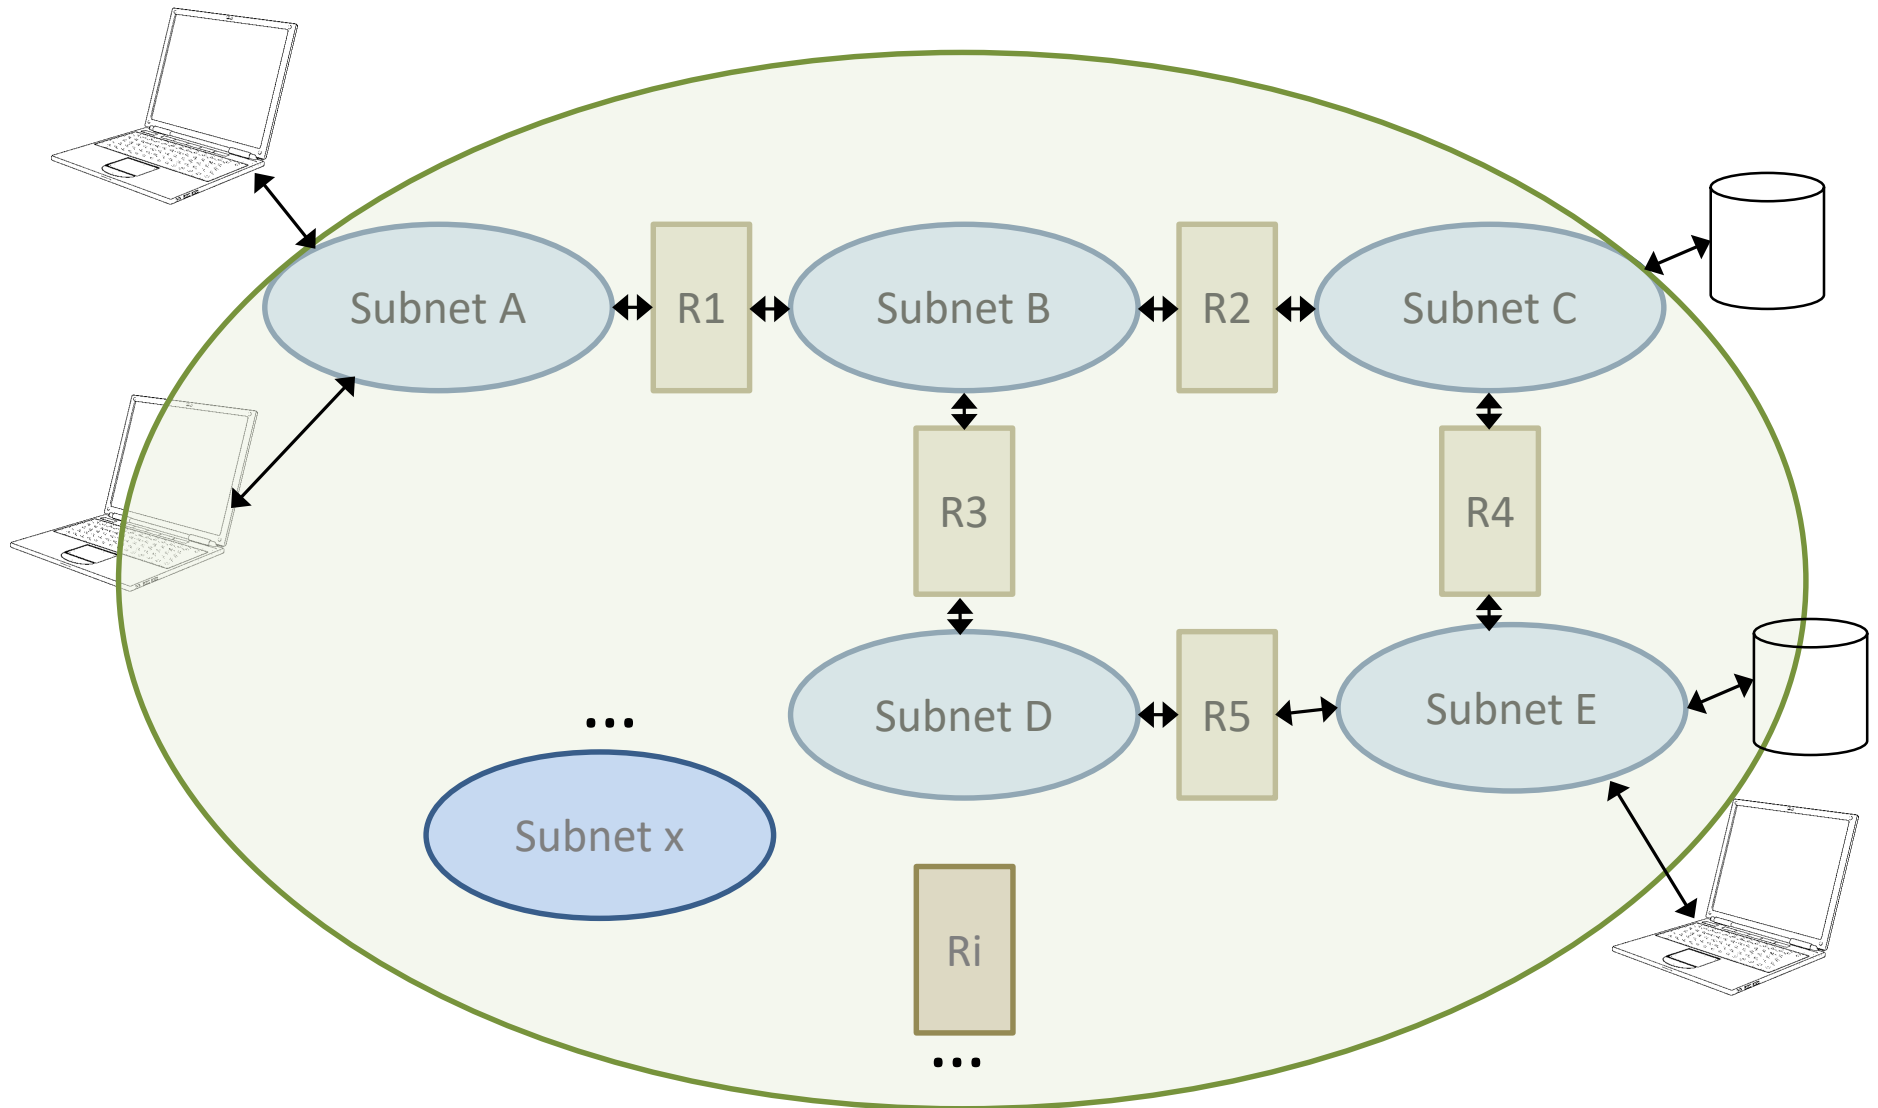 Subnet A
R1
Subnet B
R2
Subnet C
R3
R4
Subnet D
R5
Subnet E
...
Subnet x
Ri
...